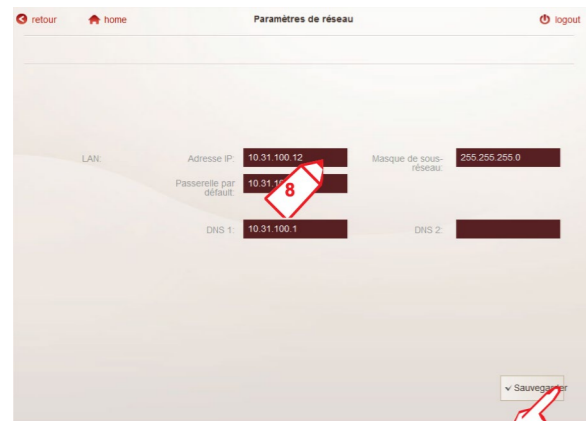 retour home Paramètres de réseau logout
LAN: Adresse IP: 10.31.100.12 Masque de sous-réseau: 255.255.255.0
Passerelle par défault:
8
DNS 1: 10.31.100.1 DNS 2:
Sauvegarder